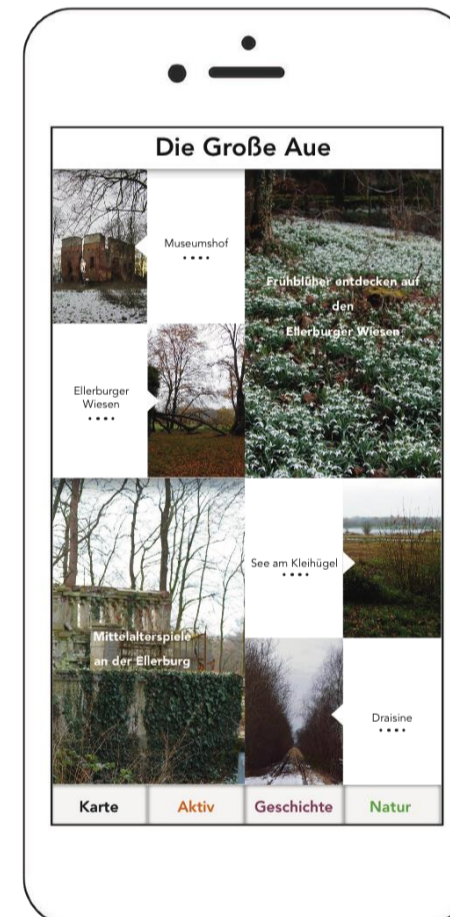 Die Große Aue
Museumshof
Frühblüher entdecken auf
den
Ellerburger Wiesen
Ellerburger
Wiesen
See am Kleihügel
Mittelalterspiele
an der Ellerburg
Draisine
Karte
Aktiv
Geschichte
Natur